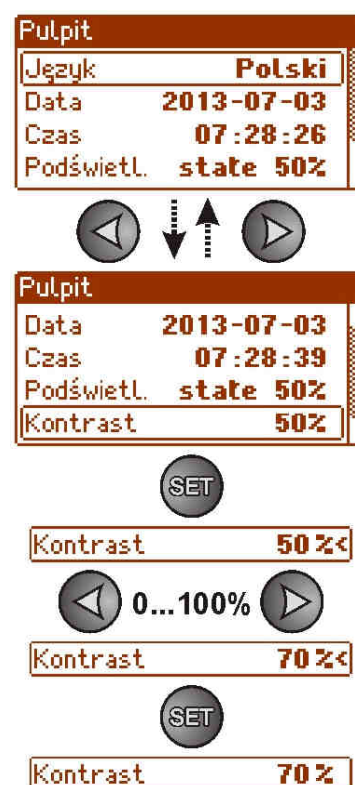 Pulpit
Język Polski
Data 2013-07-03
Czas 07:28:26
Podświetl. stałe 50%
Pulpit
Data 2013-07-03
Czas 07:28:39
Podświetl. stałe 50%
Kontrast 50%
SET
Kontrast 50%<
0...100%
Kontrast 70%<
SET
Kontrast 70%